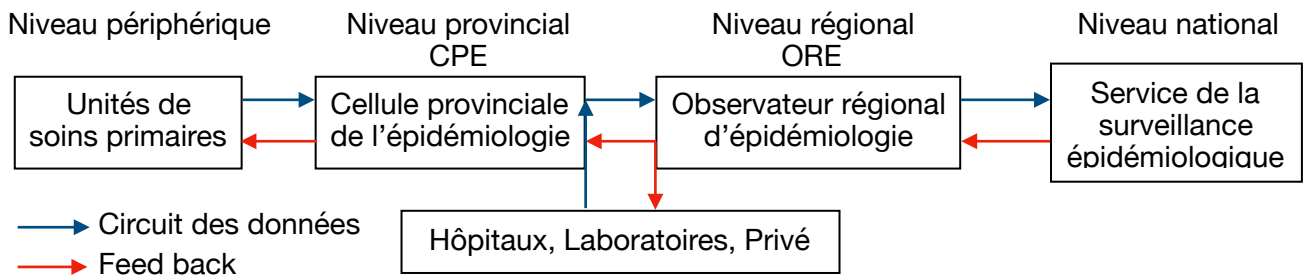 Niveau périphérique
Niveau provincial
CPE
Niveau régional
ORE
Niveau national
Unités de
soins primaires
Cellule provinciale
de l'épidémiologie
Observateur régional
d'épidémiologie
Service de la
surveillance
épidémiologique
Circuit des données
Feed back
Hôpitaux, Laboratoires, Privé